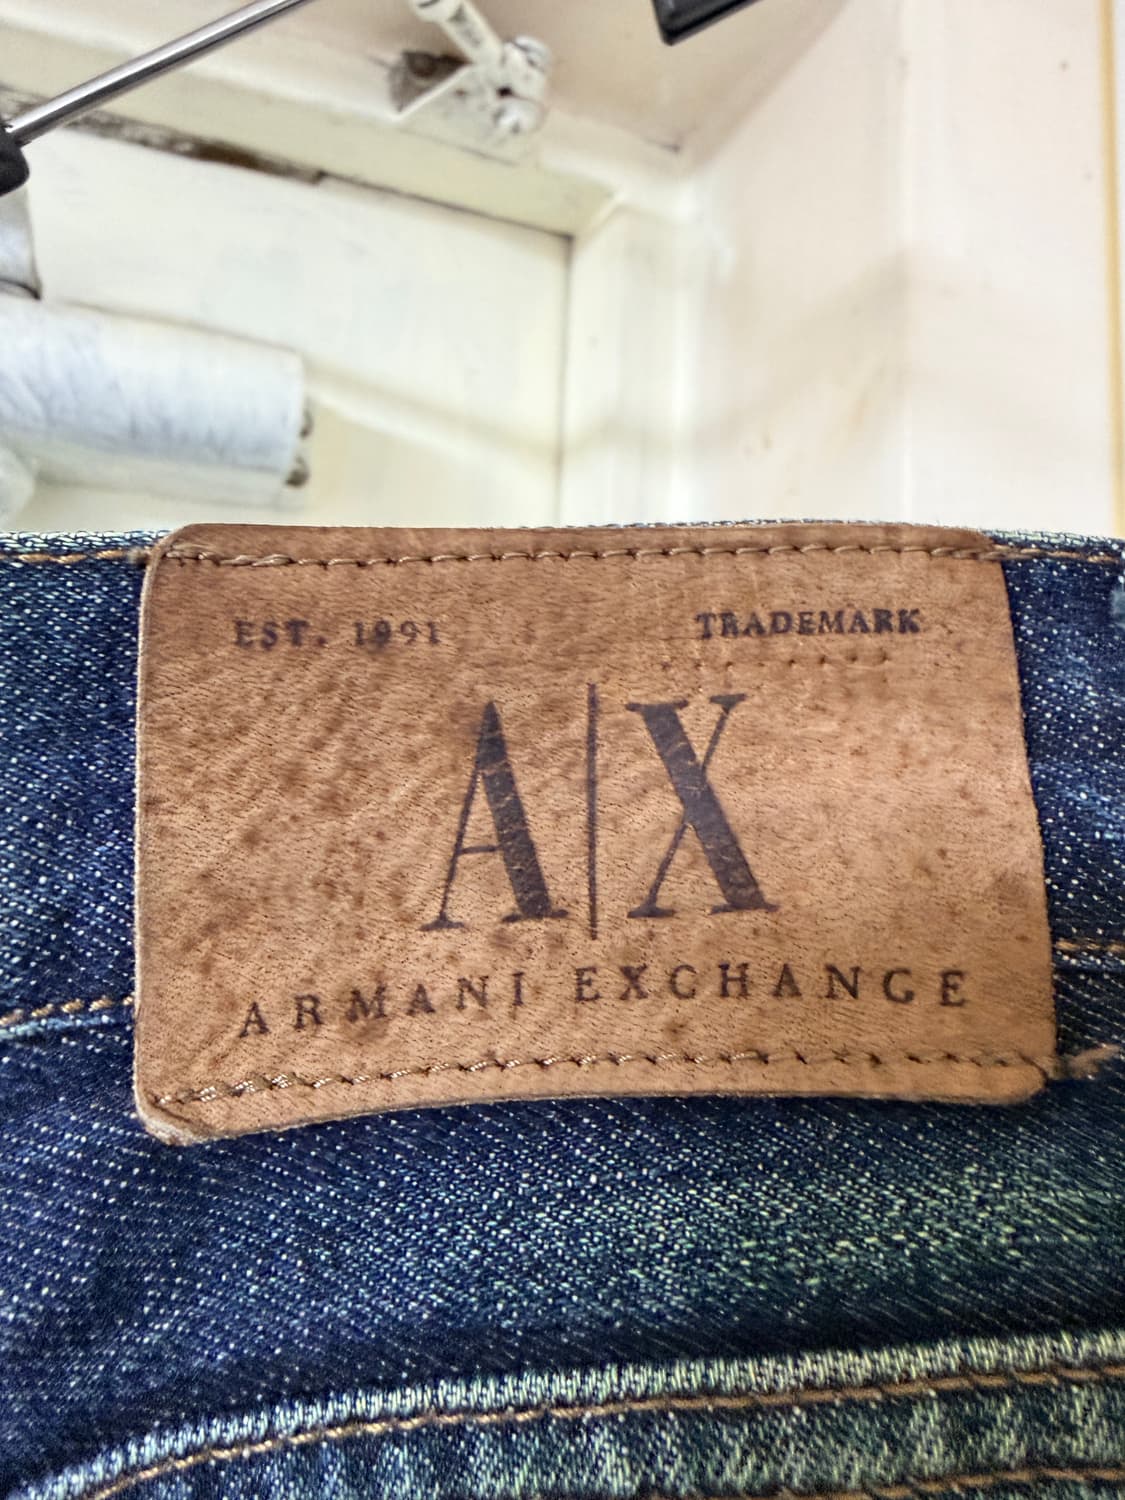 EST. 1991 TRADEMARK
A|X
ARMANI EXCHANGE